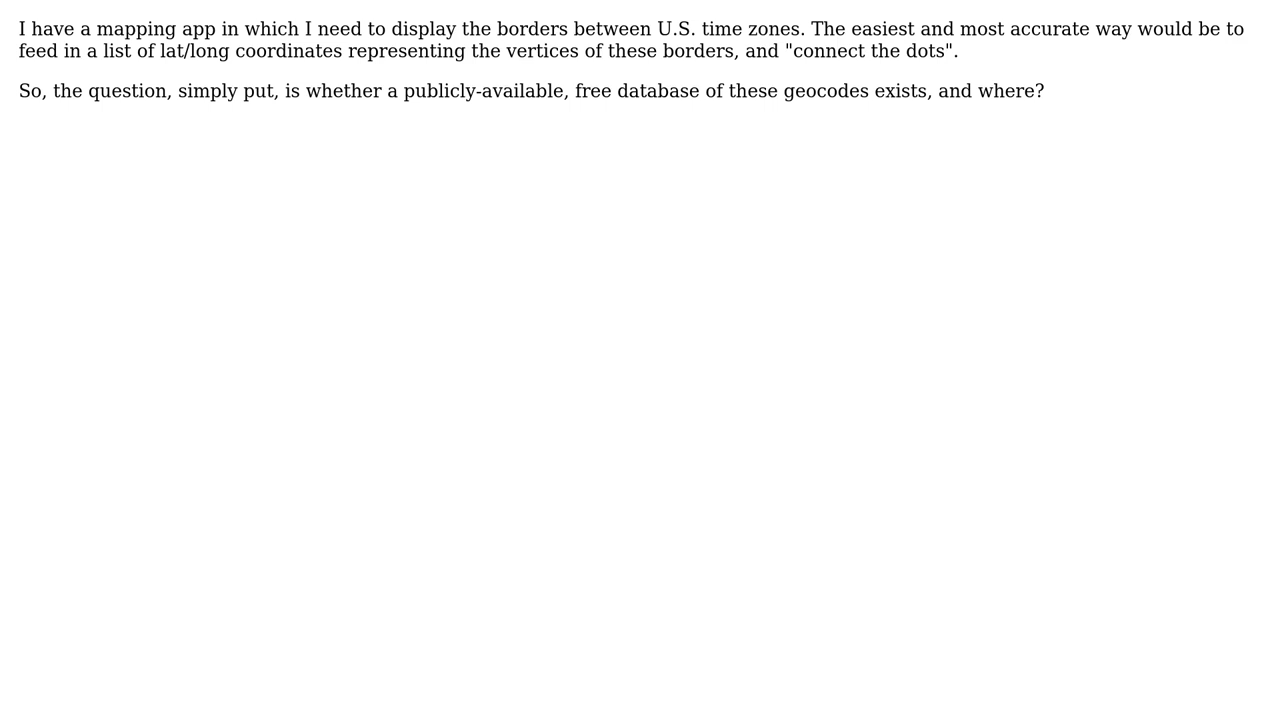 I have a mapping app in which I need to display the borders between U.S. time zones. The easiest and most accurate way would be to
feed in a list of lat/long coordinates representing the vertices of these borders, and "connect the dots".
So, the question, simply put, is whether a publicly-available, free database of these geocodes exists, and where?